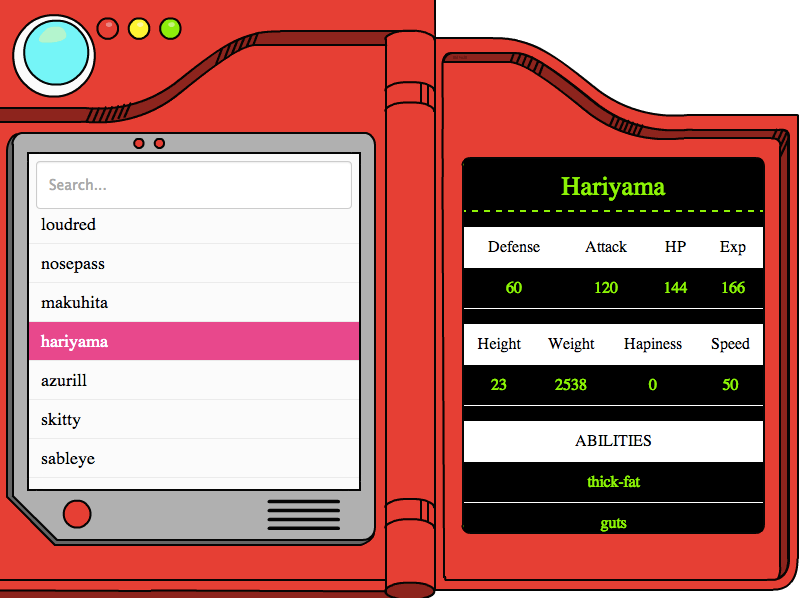 Search...
loudred
nosepass
makuhita
hariyama
azurill
skitty
sableye
Hariyama
Defense Attack HP Exp
60 120 144 166
Height Weight Hapiness Speed
23 2538 0 50
ABILITIES
thick-fat
guts